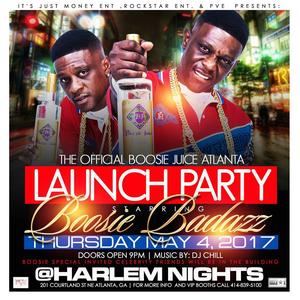 IT'S JUST MONEY ENT .ROCKSTAR ENT. & PVE PRESENTS:
THE OFFICIAL BOOSIE JUICE ATLANTA
LAUNCH PARTY
STARRING
Boosie Badazz
THURSDAY MAY 4, 2017
DOORS OPEN 9PM | MUSIC BY: DJ CHILL
BOOSIE SPECIAL INVITED CELEBRITY FRIENDS WILL BE IN THE BUILDING
@HARLEM NIGHTS
201 COURTLAND ST NE ATLANTA, GA | FOR MORE INFO AND VIP BOOTHS CALL 414-839-5100